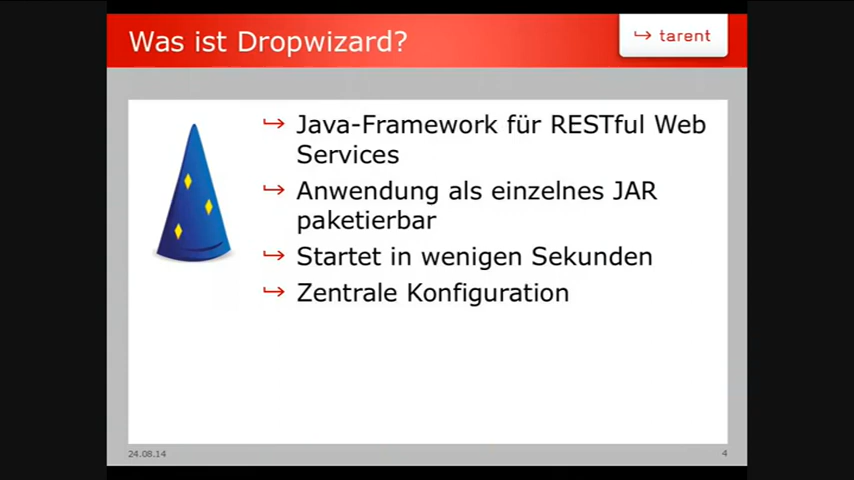 Was ist Dropwizard?
tarent
Java-Framework für RESTful Web
Services
Anwendung als einzelnes JAR
paketierbar
Startet in wenigen Sekunden
Zentrale Konfiguration
24.08.14
4